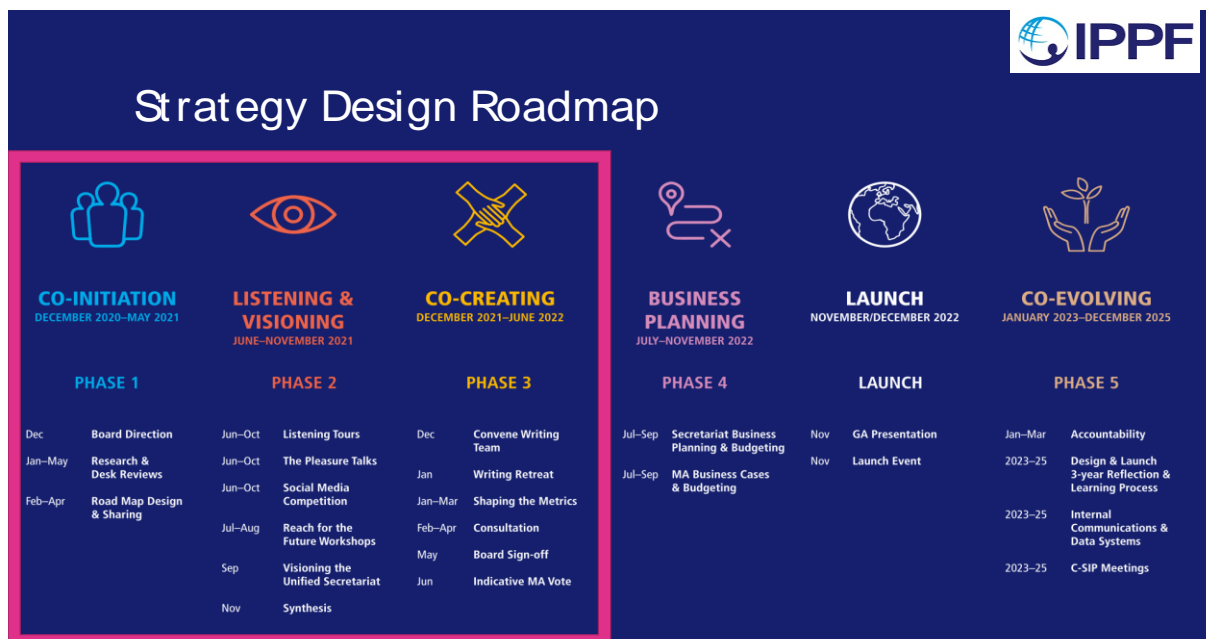 IPPF
Strategy Design Roadmap
CO-INITIATION
DECEMBER 2020–MAY 2021
PHASE 1
Dec Board Direction
Jan–May Research &
Desk Reviews
Feb–Apr Road Map Design
& Sharing
LISTENING &
VISIONING
JUNE–NOVEMBER 2021
PHASE 2
Jun–Oct Listening Tours
Jun–Oct The Pleasure Talks
Jun–Oct Social Media
Competition
Jul–Aug Reach for the
Future Workshops
Sep Visioning the
Unified Secretariat
Nov Synthesis
CO-CREATING
DECEMBER 2021–JUNE 2022
PHASE 3
Dec Convene Writing
Team
Jan Writing Retreat
Jan–Mar Shaping the Metrics
Feb–Apr Consultation
May Board Sign-off
Jun Indicative MA Vote
BUSINESS
PLANNING
JULY–NOVEMBER 2022
PHASE 4
Jul–Sep Secretariat Business
Planning & Budgeting
Jul–Sep MA Business Cases
& Budgeting
LAUNCH
NOVEMBER/DECEMBER 2022
LAUNCH
Nov GA Presentation
Nov Launch Event
CO-EVOLVING
JANUARY 2023–DECEMBER 2025
PHASE 5
Jan–Mar Accountability
2023–25 Design & Launch
3-year Reflection &
Learning Process
2023–25 Internal
Communications &
Data Systems
2023–25 C-SIP Meetings